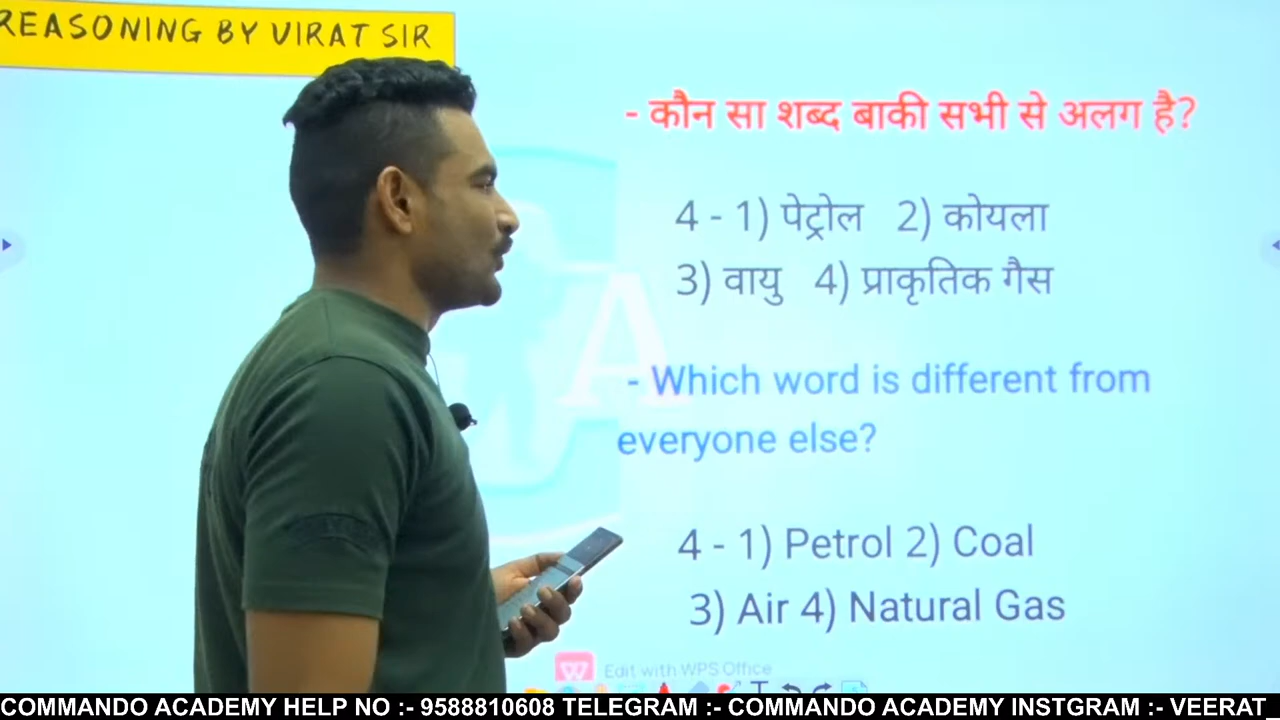 REASONING BY VIRAT SIR
- कौन सा शब्द बाकी सभी से अलग है?
4 - 1) पेट्रोल 2) कोयला
3) वायु 4) प्राकृतिक गैस
- Which word is different from
everyone else?
4 - 1) Petrol 2) Coal
3) Air 4) Natural Gas
Edit with WPS Office
COMMANDO ACADEMY HELP NO :- 9588810608 TELEGRAM :- COMMANDO ACADEMY INSTGRAM :- VEERAT